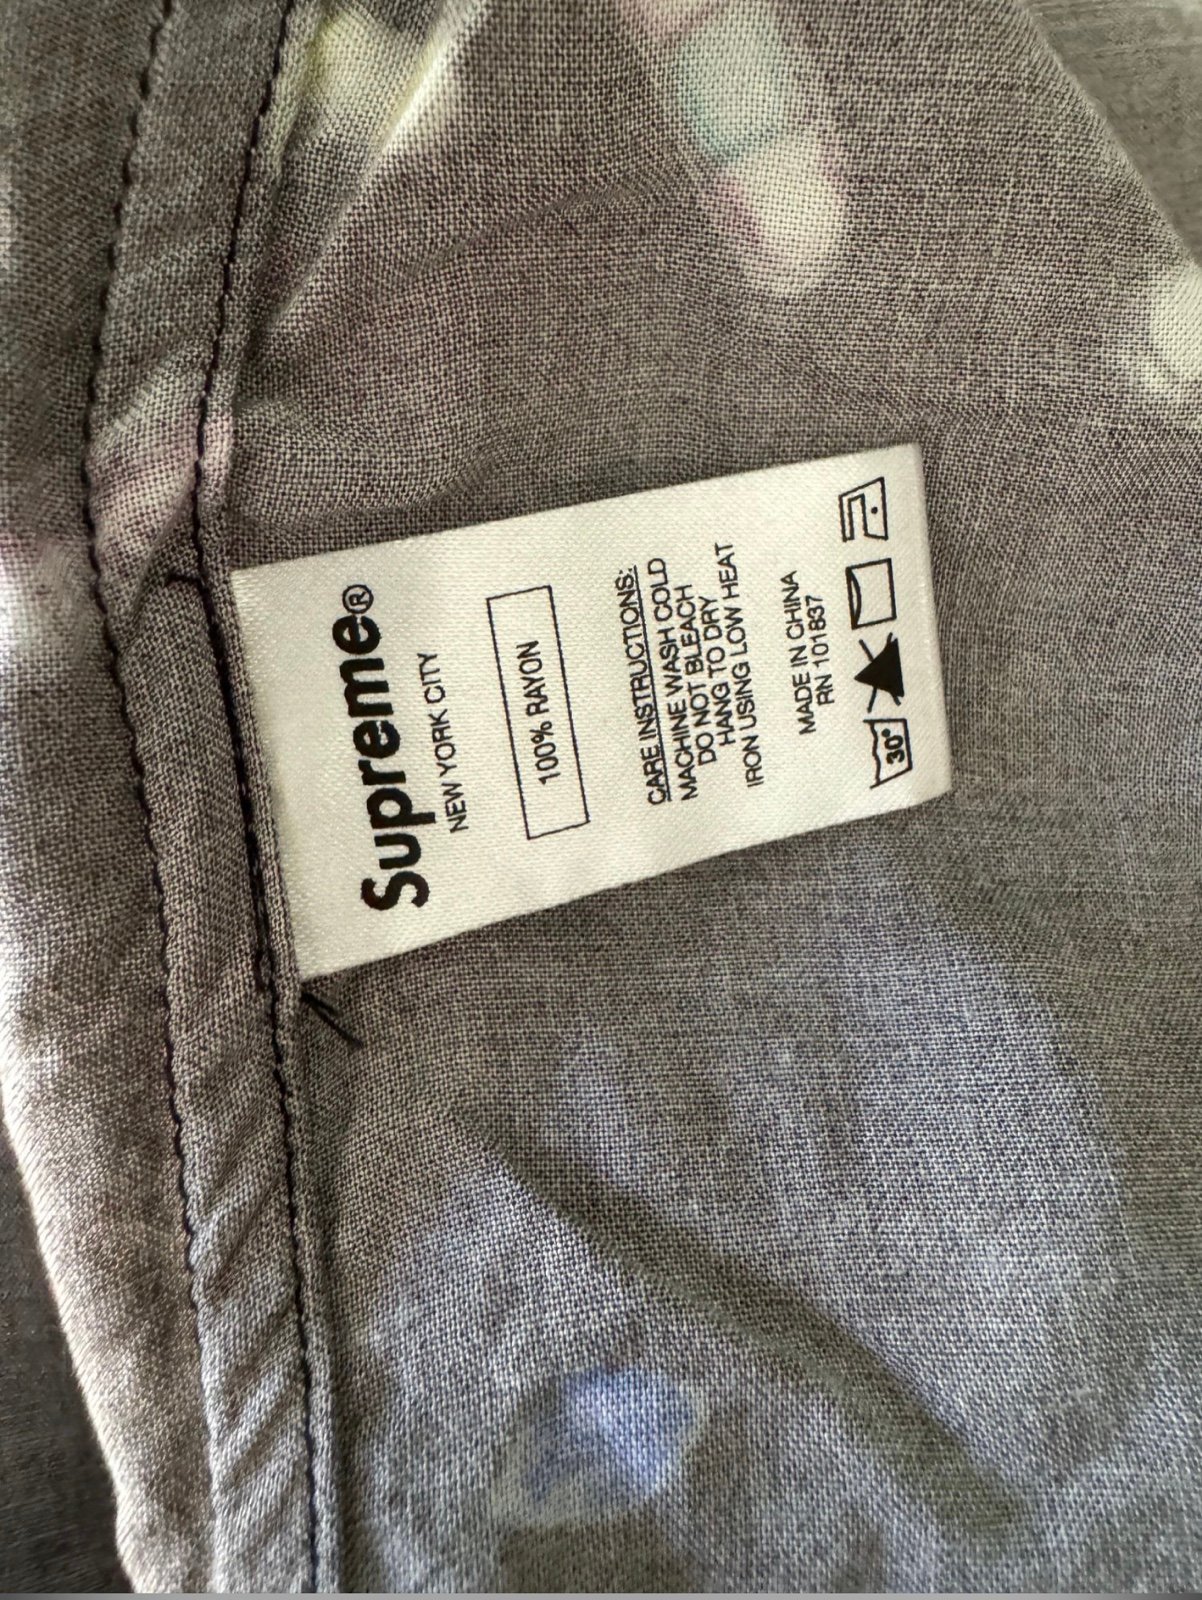 Supreme®
NEW YORK CITY
100% RAYON
CARE INSTRUCTIONS:
MACHINE WASH COLD
DO NOT BLEACH
HANG TO DRY
IRON USING LOW HEAT
MADE IN CHINA
RN 101837
30°